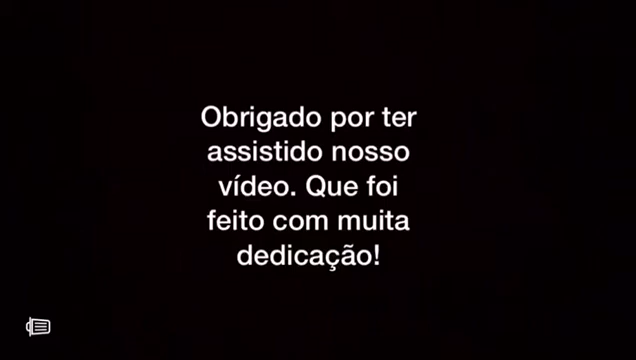 Obrigado por ter
assistido nosso
vídeo. Que foi
feito com muita
dedicação!